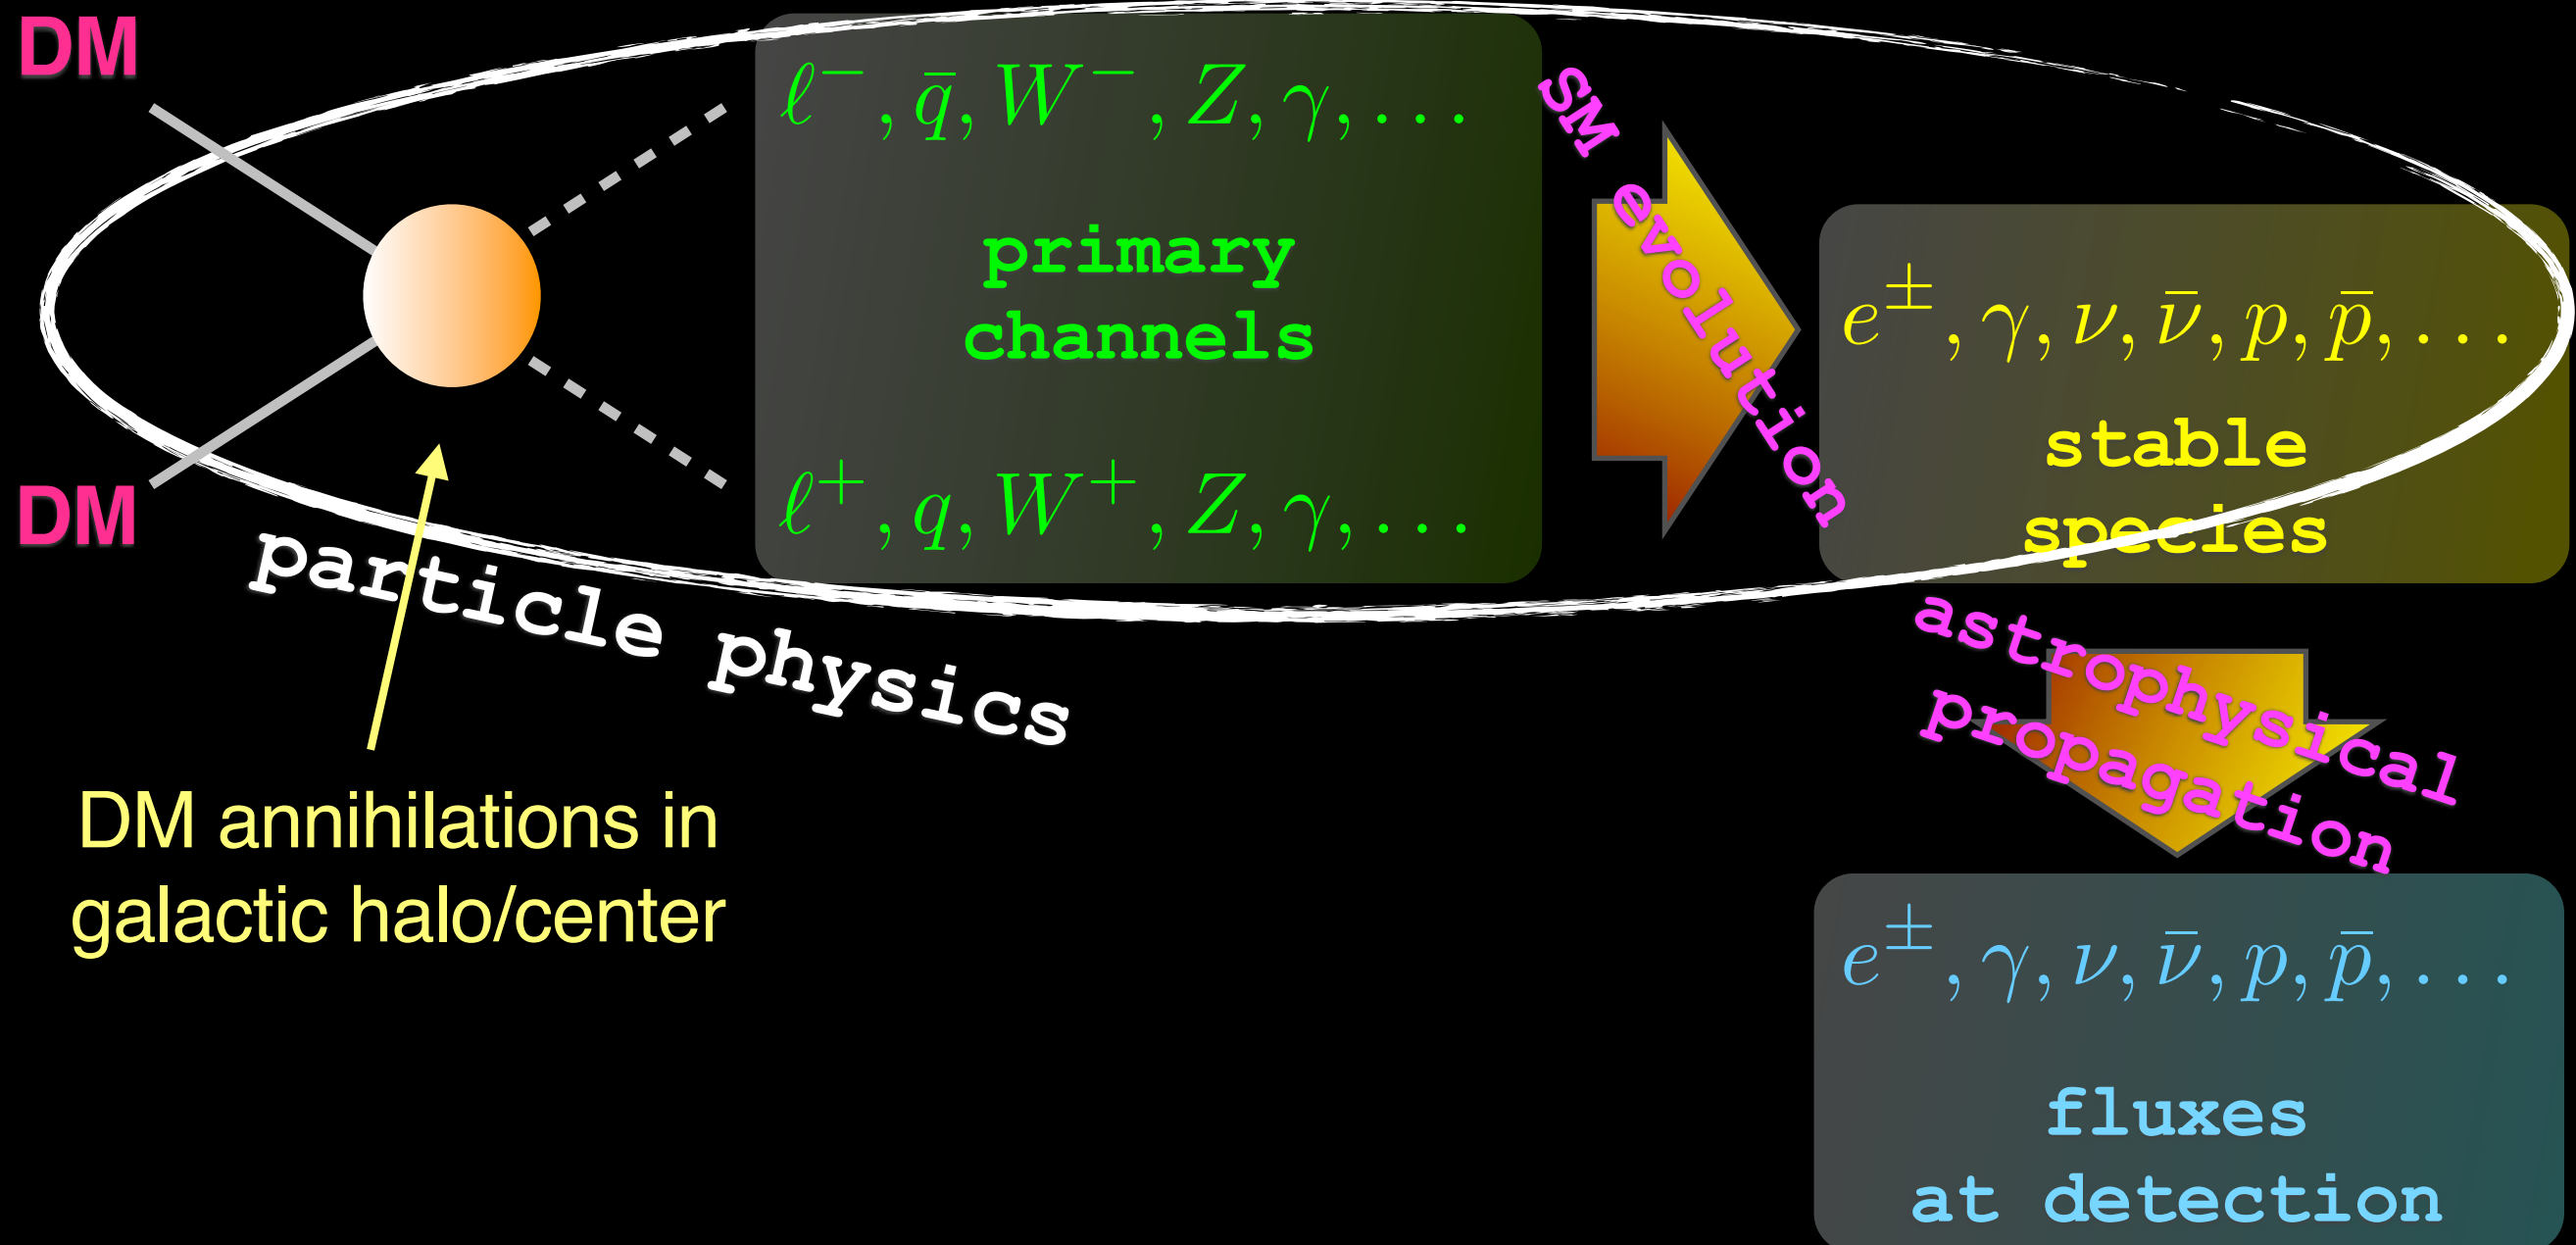 DM
ℓ⁻, q̄, W⁻, Z, γ, ...
primary
channels
ℓ⁺, q, W⁺, Z, γ, ...
DM
SM evolution
e±, γ, ν, ν̄, p, p̄, ...
stable
species
particle physics
DM annihilations in
galactic halo/center
astrophysical
propagation
e±, γ, ν, ν̄, p, p̄, ...
fluxes
at detection